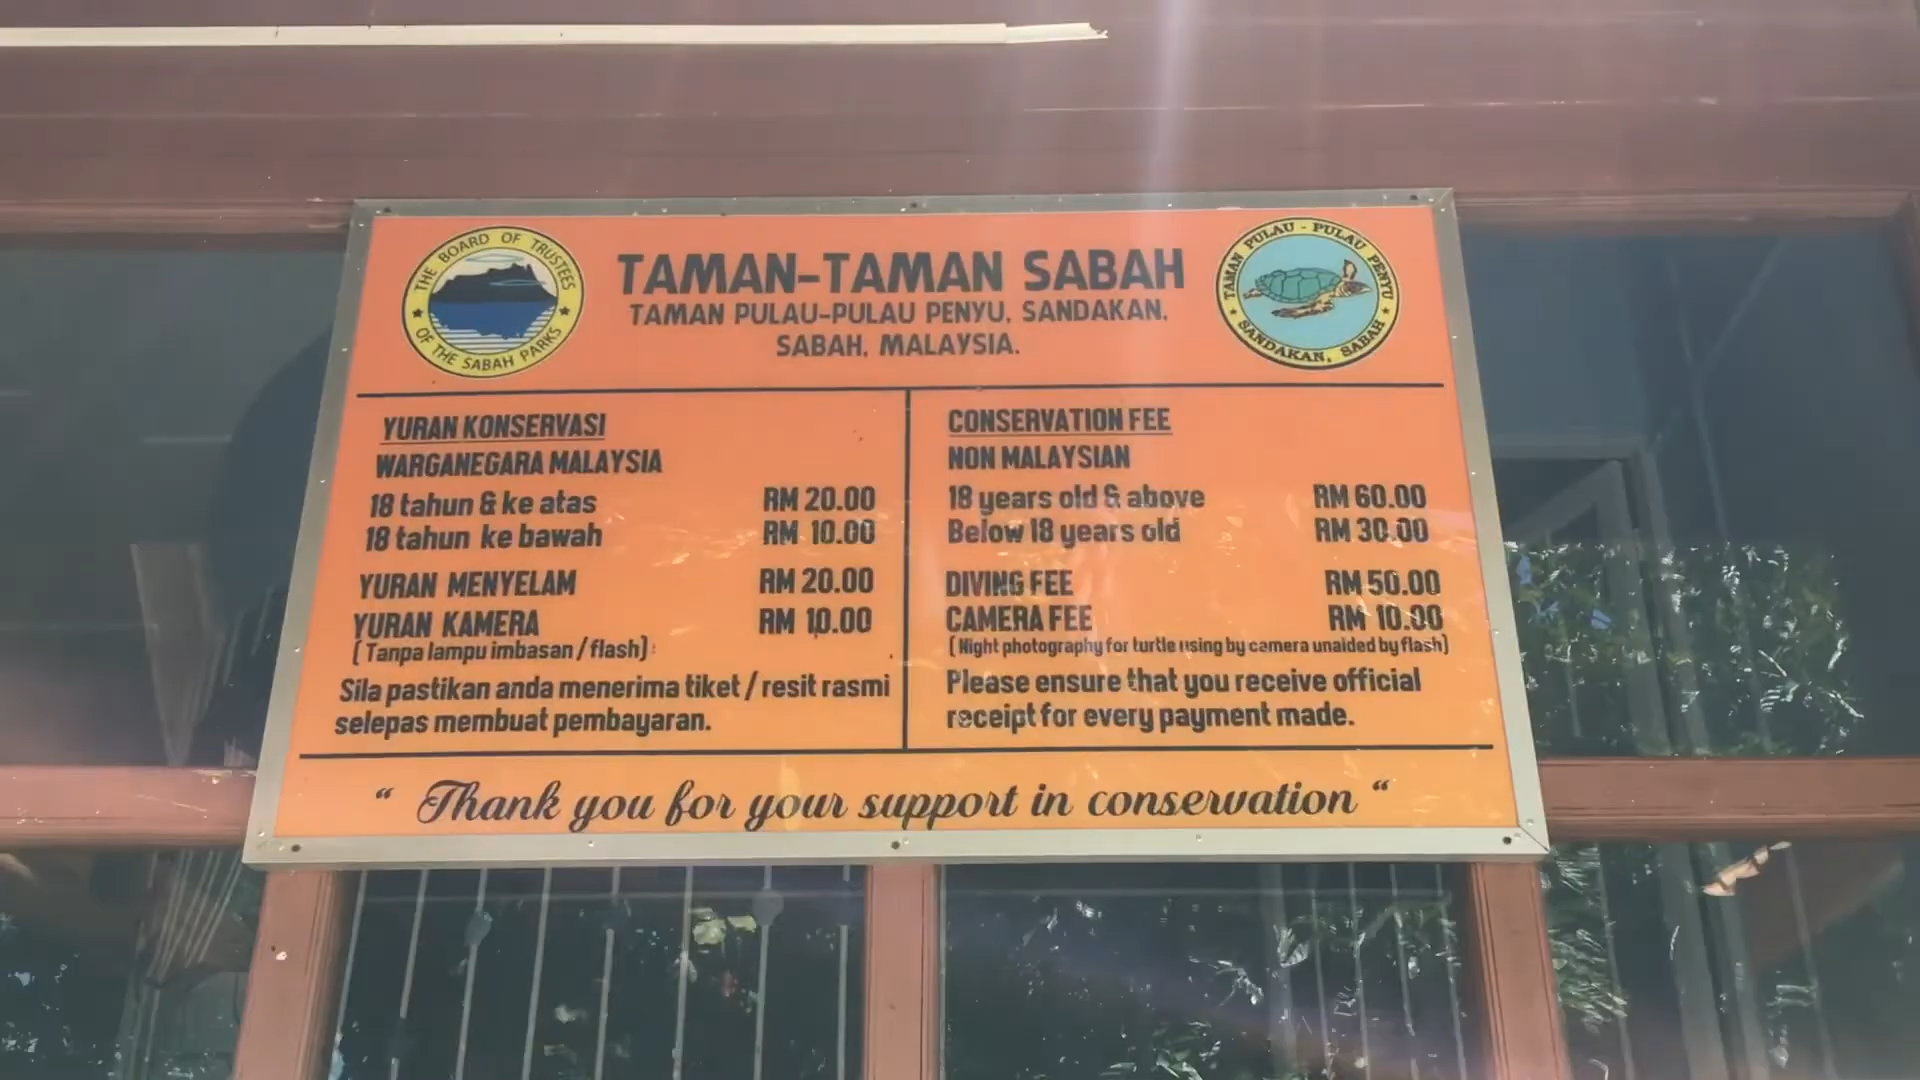 THE BOARD OF TRUSTEES
OF THE SABAH PARKS
TAMAN-TAMAN SABAH
TAMAN PULAU-PULAU PENYU, SANDAKAN,
SABAH, MALAYSIA.
TAMAN PULAU - PULAU PENYU
SANDAKAN, SABAH
YURAN KONSERVASI
WARGANEGARA MALAYSIA
18 tahun & ke atas RM 20.00
18 tahun ke bawah RM 10.00
YURAN MENYELAM RM 20.00
YURAN KAMERA RM 10.00
( Tanpa lampu imbasan / flash)
Sila pastikan anda menerima tiket / resit rasmi
selepas membuat pembayaran.
CONSERVATION FEE
NON MALAYSIAN
18 years old & above RM 60.00
Below 18 years old RM 30.00
DIVING FEE RM 50.00
CAMERA FEE RM 10.00
( Night photography for turtle using by camera unaided by flash)
Please ensure that you receive official
receipt for every payment made.
“ Thank you for your support in conservation “